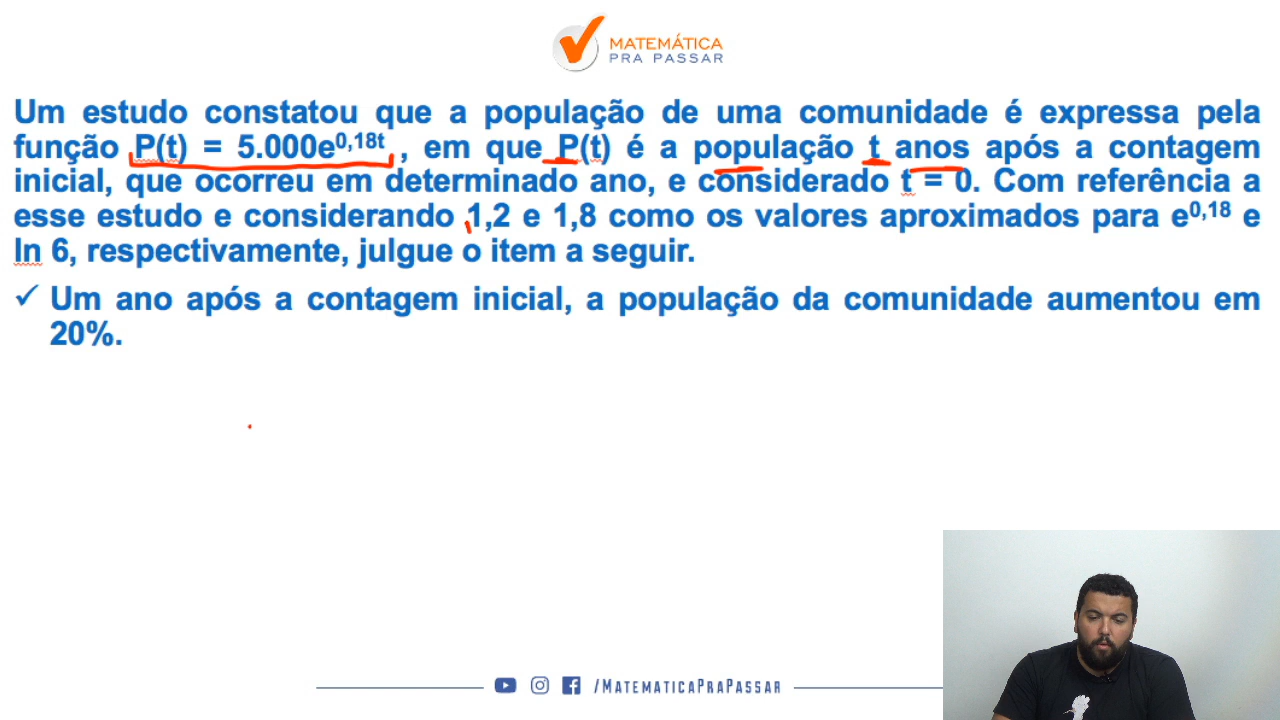 MATEMÁTICA
PRA PASSAR
Um estudo constatou que a população de uma comunidade é expressa pela
função P(t) = 5.000e^0,18t , em que P(t) é a população t anos após a contagem
inicial, que ocorreu em determinado ano, e considerado t = 0. Com referência a
esse estudo e considerando 1,2 e 1,8 como os valores aproximados para e^0,18 e
ln 6, respectivamente, julgue o item a seguir.
✓ Um ano após a contagem inicial, a população da comunidade aumentou em
20%.
/MATEMATICAPRAPASSAR